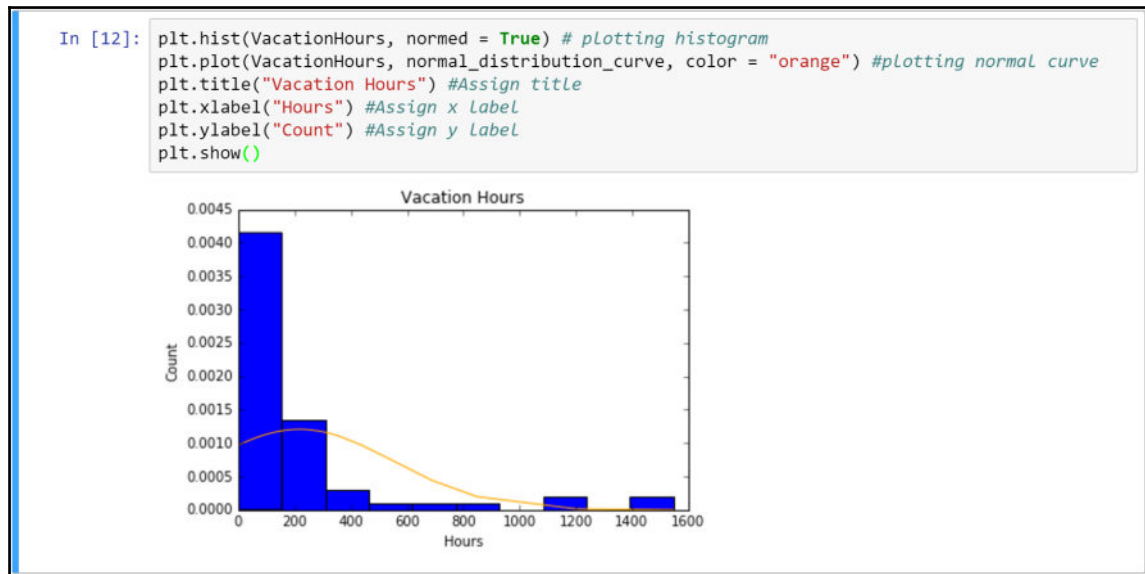 In [12]: plt.hist(VacationHours, normed = True) # plotting histogram
plt.plot(VacationHours, normal_distribution_curve, color = "orange") #plotting normal curve
plt.title("Vacation Hours") #Assign title
plt.xlabel("Hours") #Assign x label
plt.ylabel("Count") #Assign y label
plt.show()
Vacation Hours
0.0045
0.0040
0.0035
0.0030
0.0025
0.0020
0.0015
0.0010
0.0005
0.0000
Count
0 200 400 600 800 1000 1200 1400 1600
Hours